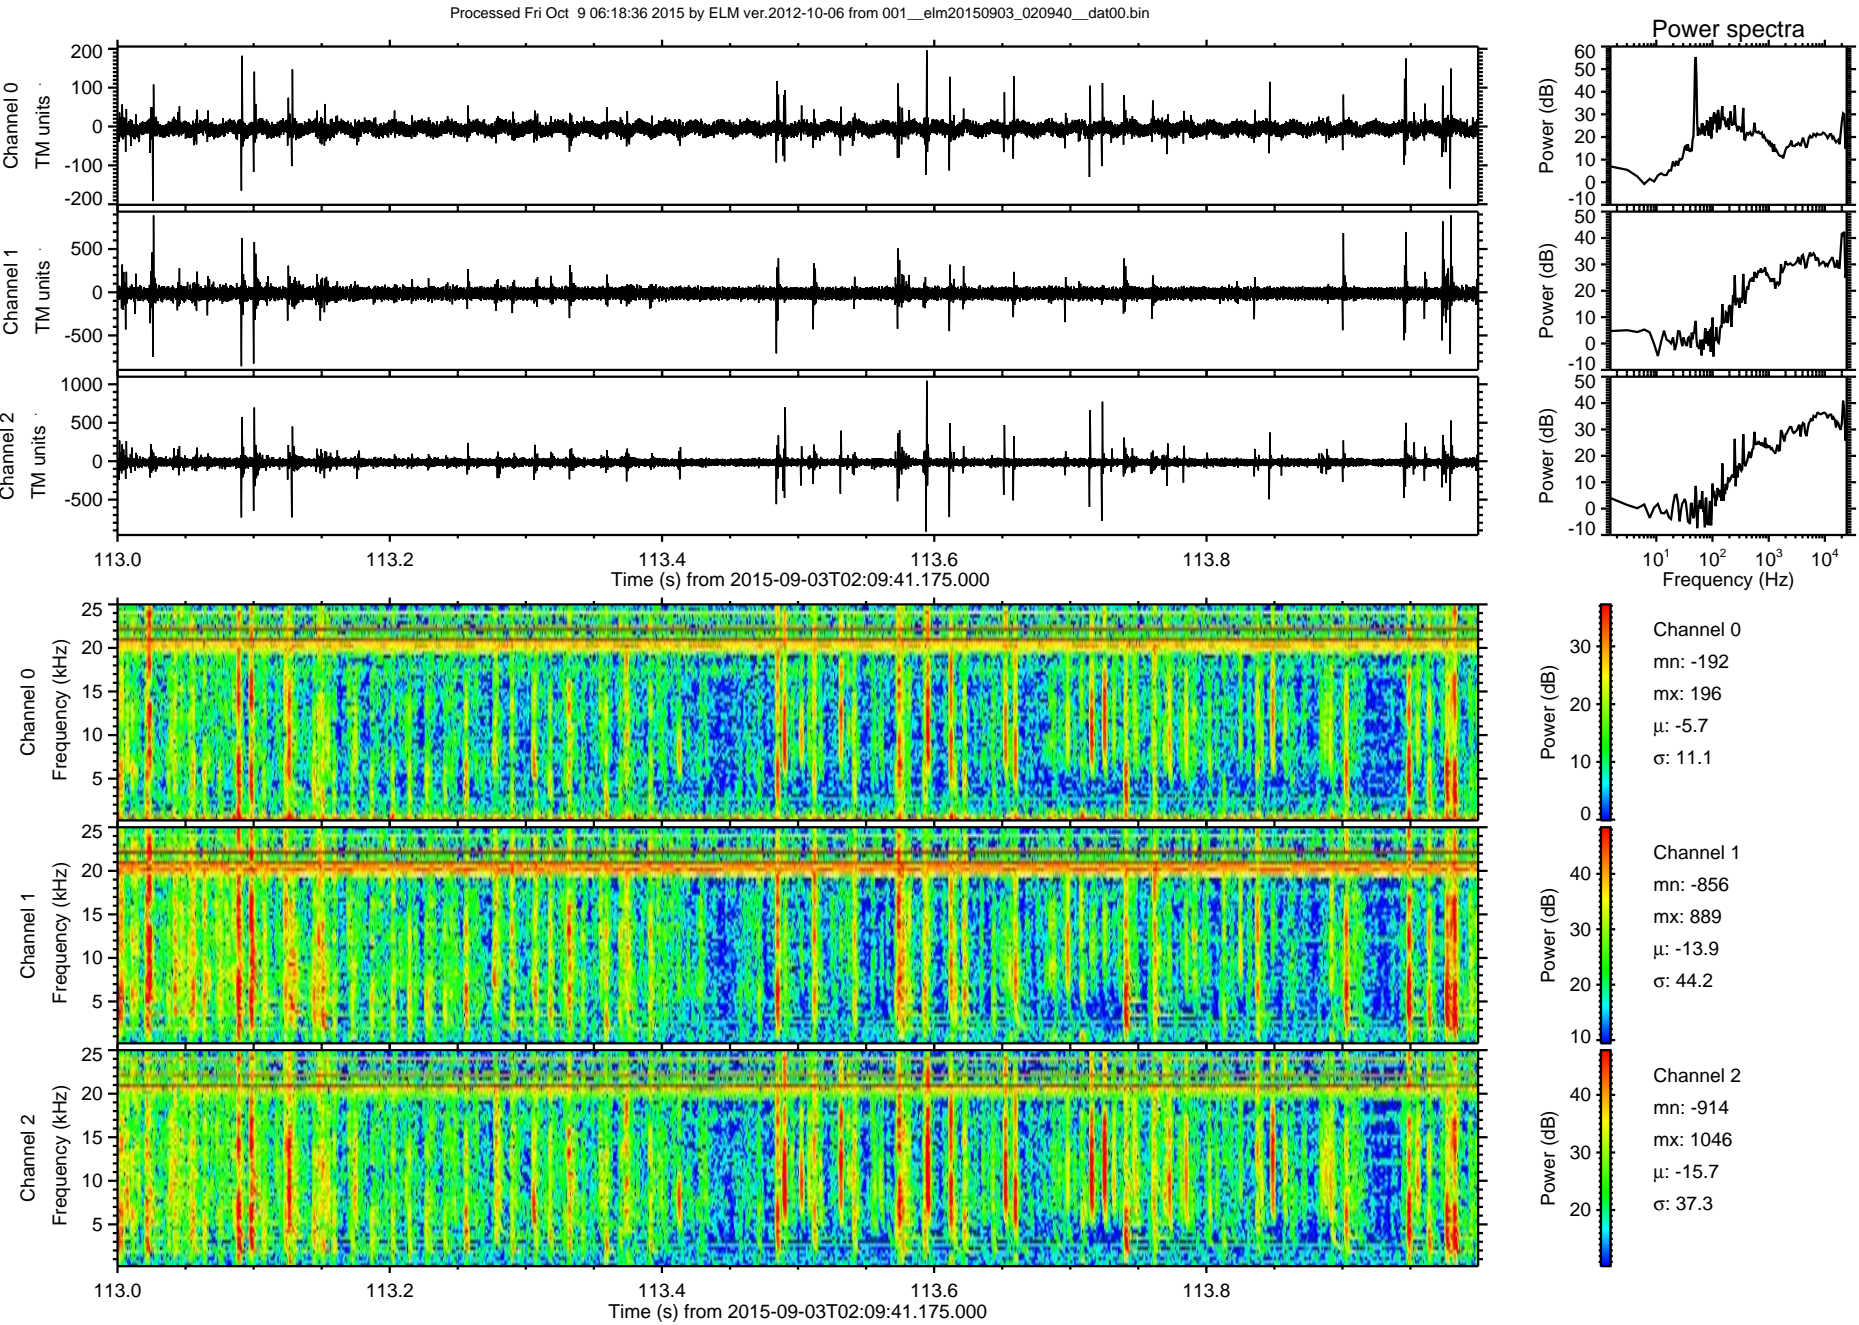 Processed Fri Oct  9 06:18:36 2015 by ELM ver.2012-10-06 from 001__elm20150903_020940__dat00.bin
Power spectra
Channel 0
TM units
200
100
0
-100
-200
Power (dB)
60
50
40
30
20
10
0
-10
Channel 1
TM units
500
0
-500
Power (dB)
50
40
30
20
10
0
-10
Channel 2
TM units
1000
500
0
-500
Power (dB)
50
40
30
20
10
0
-10
113.0 113.2 113.4 113.6 113.8
Time (s) from 2015-09-03T02:09:41.175.000
10^1 10^2 10^3 10^4
Frequency (Hz)
Channel 0
Frequency (kHz)
25
20
15
10
5
Power (dB)
30
20
10
0
Channel 0
mn: -192
mx: 196
μ: -5.7
σ: 11.1
Channel 1
Frequency (kHz)
25
20
15
10
5
Power (dB)
40
30
20
10
Channel 1
mn: -856
mx: 889
μ: -13.9
σ: 44.2
Channel 2
Frequency (kHz)
25
20
15
10
5
Power (dB)
40
30
20
Channel 2
mn: -914
mx: 1046
μ: -15.7
σ: 37.3
113.0 113.2 113.4 113.6 113.8
Time (s) from 2015-09-03T02:09:41.175.000